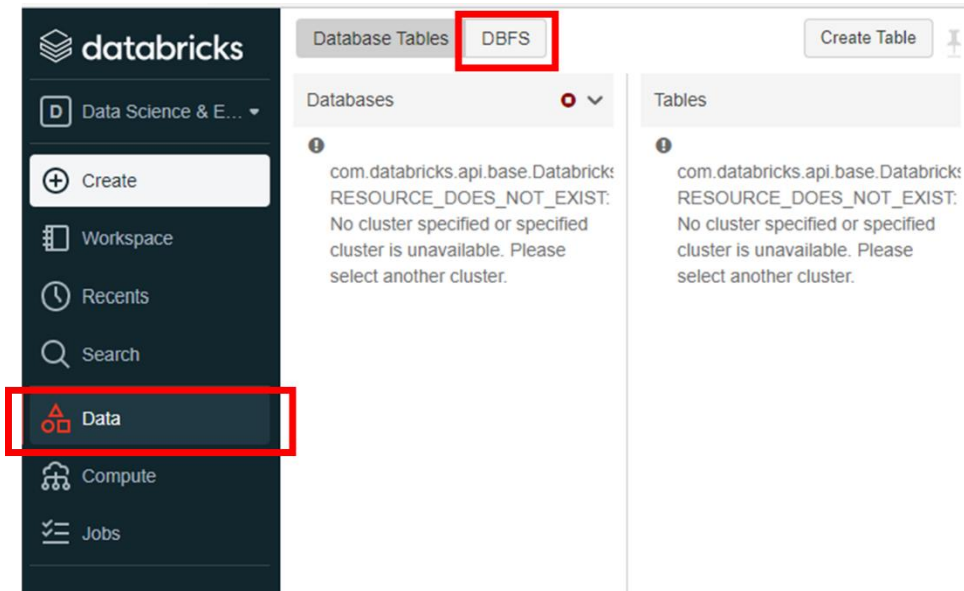 databricks
D Data Science & E...
Create
Workspace
Recents
Search
Data
Compute
Jobs
Database Tables DBFS Create Table
Databases
com.databricks.api.base.Databricks
RESOURCE_DOES_NOT_EXIST:
No cluster specified or specified
cluster is unavailable. Please
select another cluster.
Tables
com.databricks.api.base.Databricks
RESOURCE_DOES_NOT_EXIST:
No cluster specified or specified
cluster is unavailable. Please
select another cluster.